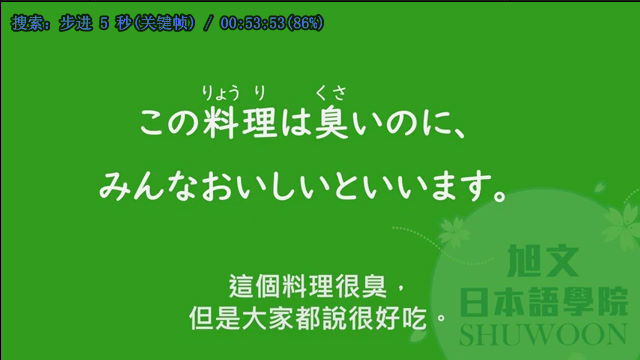 搜索: 步进 5 秒(关键帧) / 00:53:53(86%)
りょう り くさ
この料理は臭いのに、
みんなおいしいといいます。
這個料理很臭，
但是大家都說很好吃。
旭文
日本語學院
SHUWOON